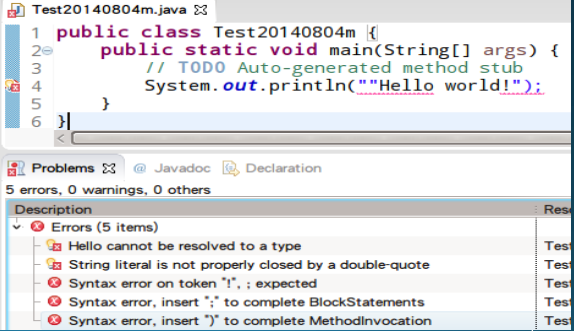 Test20140804m.java
1 public class Test20140804m {
2 public static void main(String[] args) {
3 // TODO Auto-generated method stub
4 System.out.println(""Hello world!");
5 }
6 }
Problems @ Javadoc Declaration
5 errors, 0 warnings, 0 others
Description Reso
Errors (5 items)
Hello cannot be resolved to a type Test
String literal is not properly closed by a double-quote Test
Syntax error on token "!", ; expected Test
Syntax error, insert ";" to complete BlockStatements Test
Syntax error, insert ")" to complete MethodInvocation Test